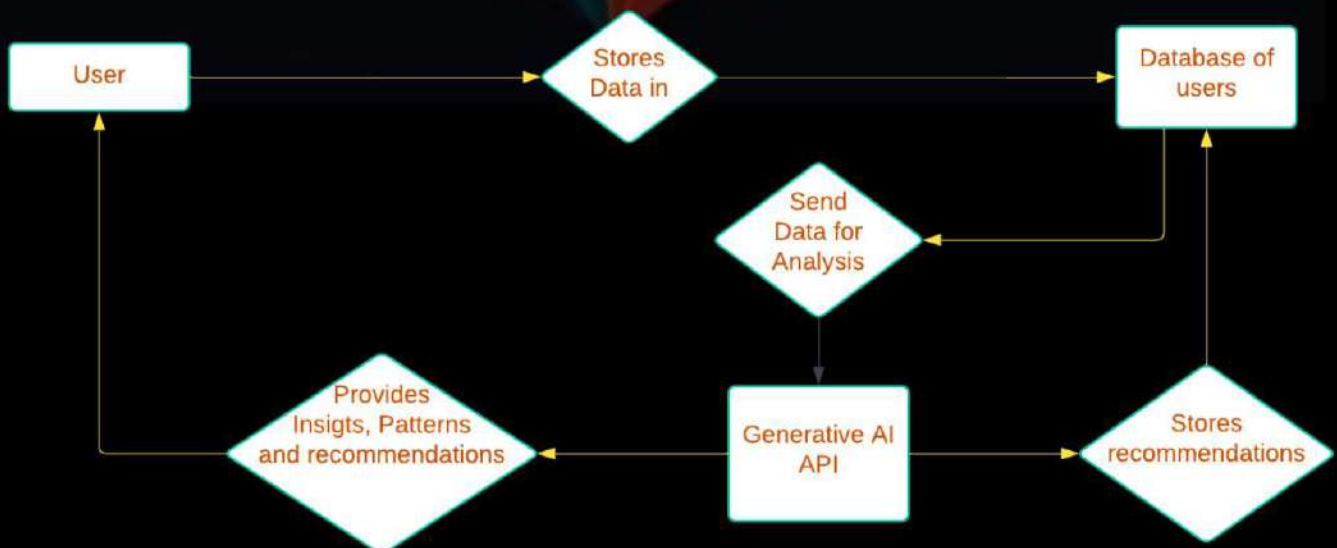 User
Stores
Data in
Database of
users
Send
Data for
Analysis
Provides
Insigts, Patterns
and recommendations
Generative AI
API
Stores
recommendations